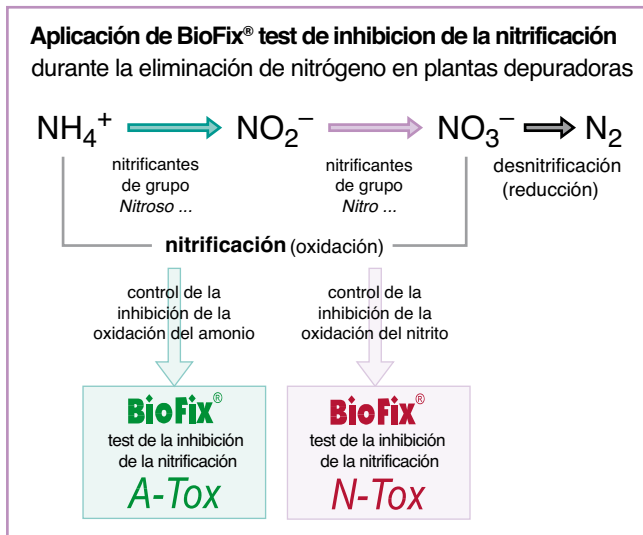 Aplicación de BioFix® test de inhibicion de la nitrificación
durante la eliminación de nitrógeno en plantas depuradoras
NH₄⁺ NO₂⁻ NO₃⁻ N₂
nitrificantes
de grupo
Nitroso ...
nitrificantes
de grupo
Nitro ...
desnitrificación
(reducción)
nitrificación (oxidación)
control de la
inhibición de la
oxidación del amonio
control de la
inhibición de la
oxidación del nitrito
BioFix®
test de la inhibición
de la nitrificación
A-Tox
BioFix®
test de la inhibición
de la nitrificación
N-Tox